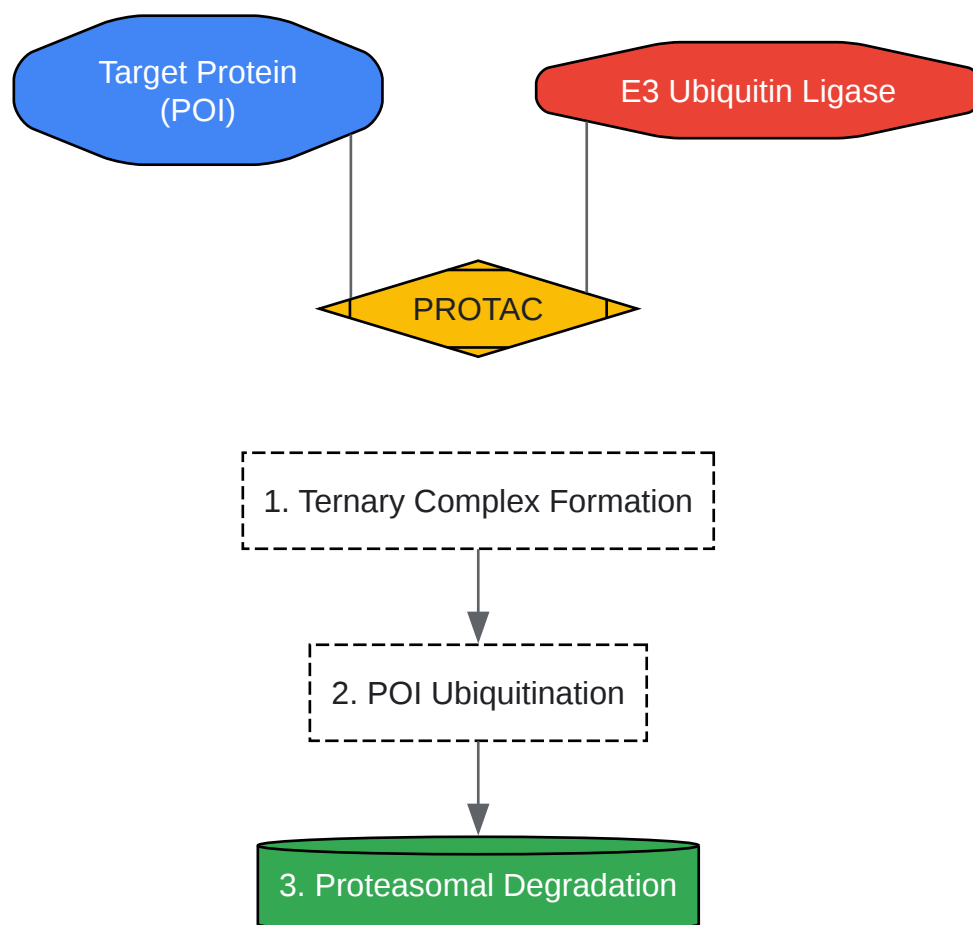 Target Protein
(POI)
E3 Ubiquitin Ligase
PROTAC
1. Ternary Complex Formation
2. POI Ubiquitination
3. Proteasomal Degradation